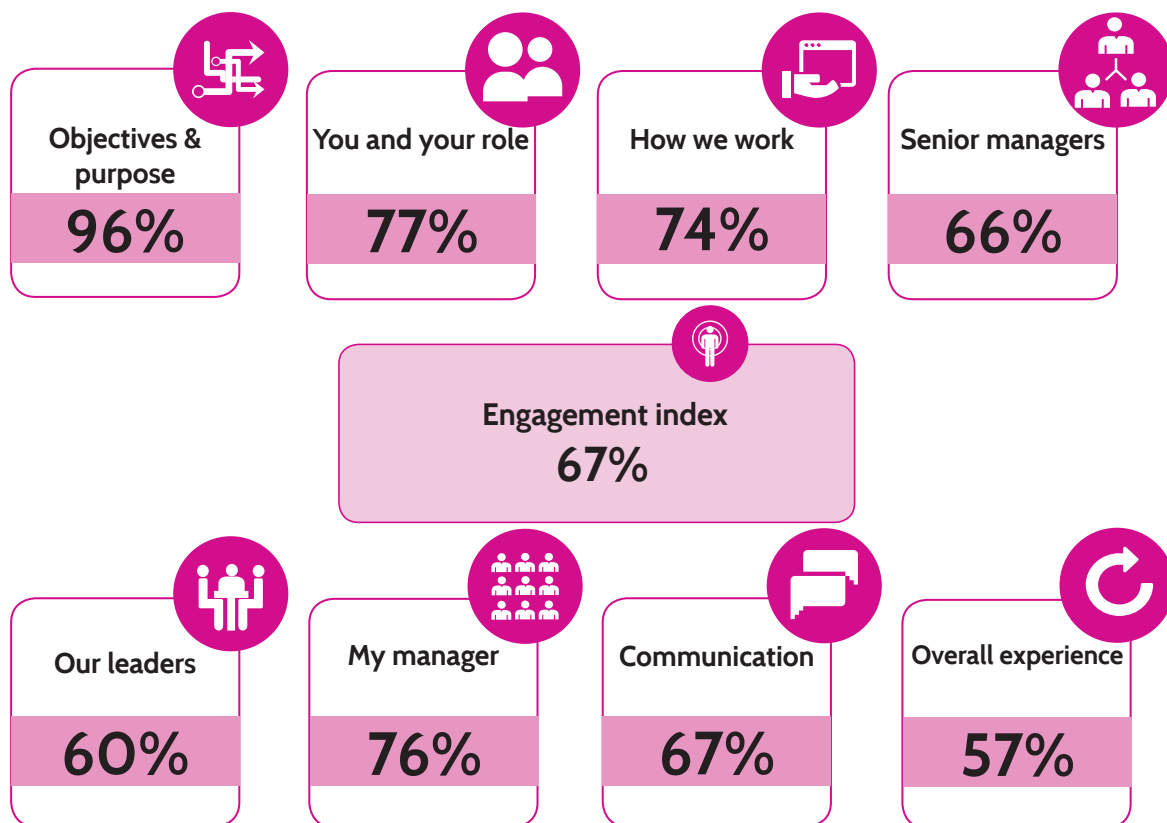 Objectives &
purpose
96%
You and your role
77%
How we work
74%
Senior managers
66%
Engagement index
67%
Our leaders
60%
My manager
76%
Communication
67%
Overall experience
57%